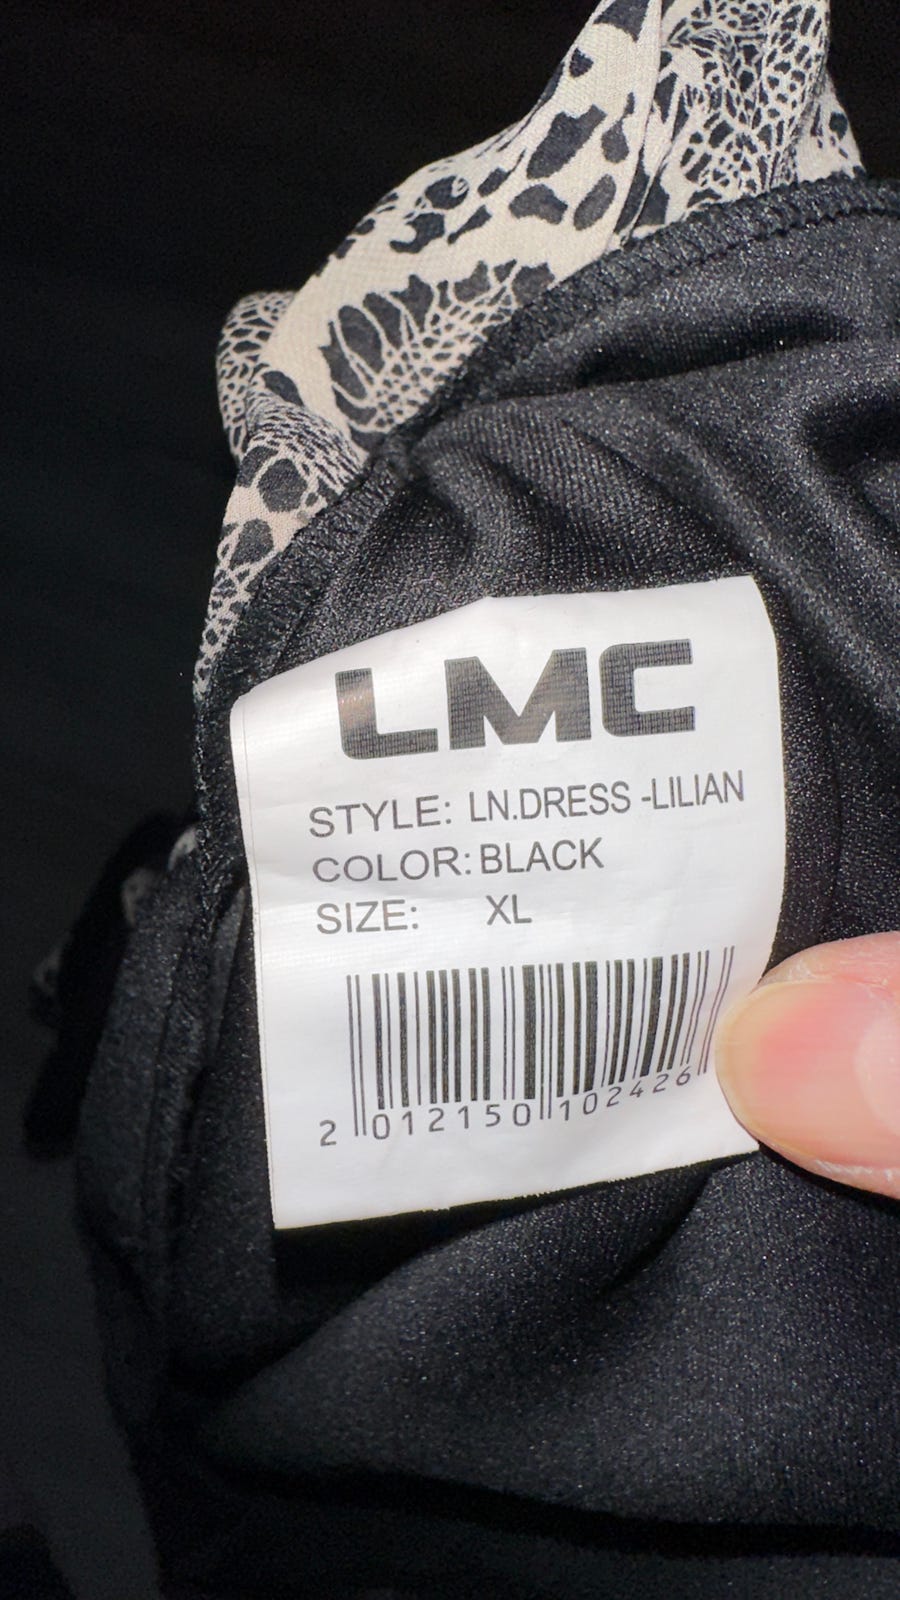 LMC
STYLE: LN.DRESS -LILIAN
COLOR: BLACK
SIZE: XL
2 012150 102426